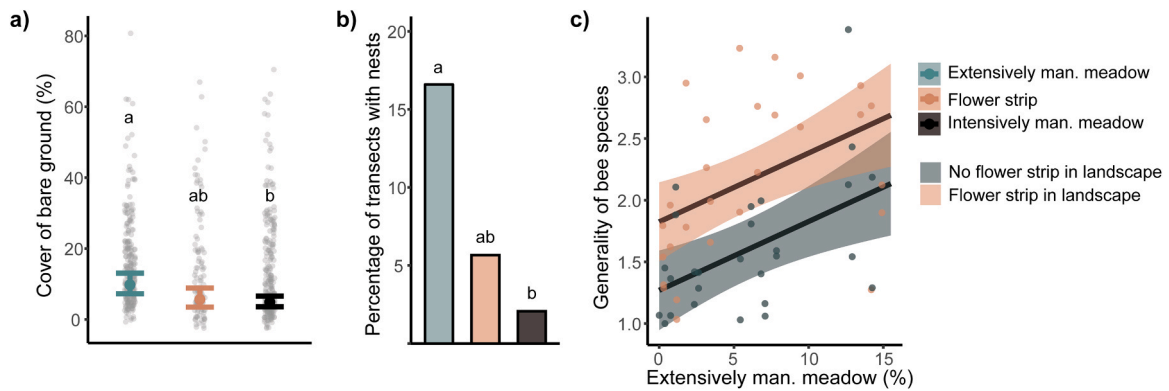 a)
Cover of bare ground (%)
80
60
40
20
0
a
ab
b
b)
Percentage of transects with nests
20
15
10
5
a
ab
b
c)
Generality of bee species
3.0
2.5
2.0
1.5
1.0
0
5
10
15
Extensively man. meadow (%)
Extensively man. meadow
Flower strip
Intensively man. meadow
No flower strip in landscape
Flower strip in landscape